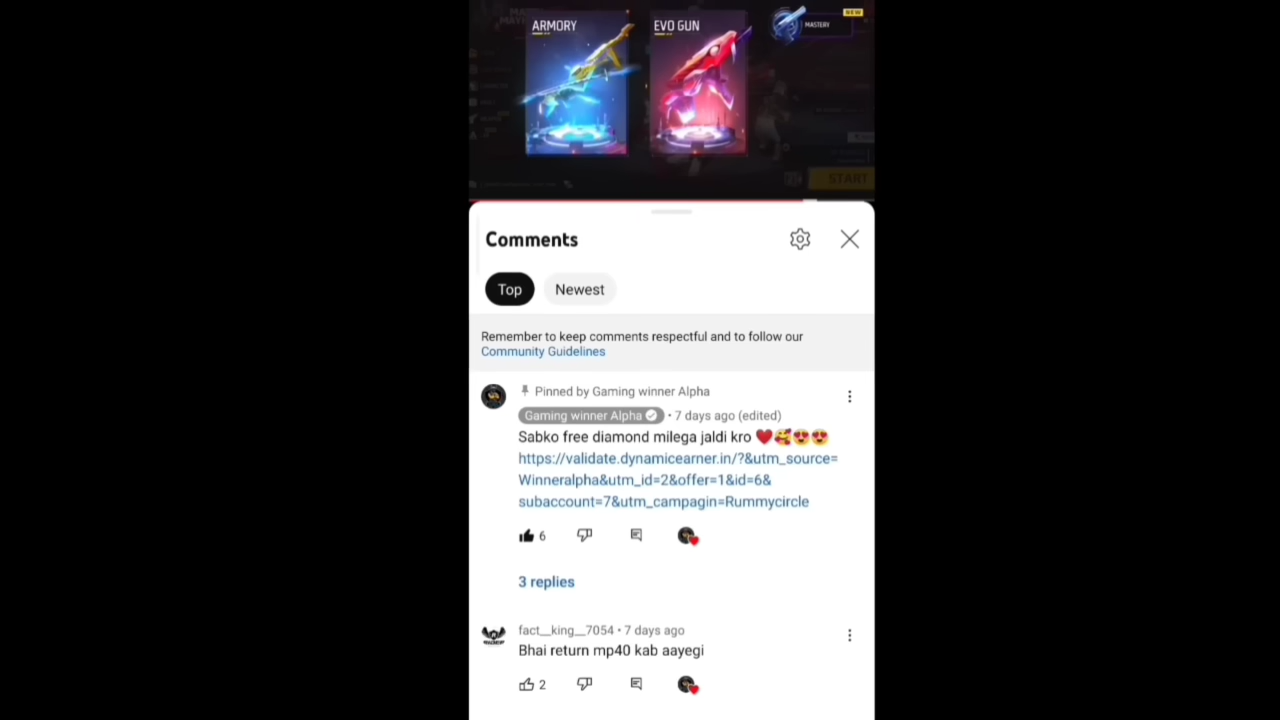 ARMORY
EVO GUN
NEW
MASTERY
START
Comments
Top
Newest
Remember to keep comments respectful and to follow our
Community Guidelines
Pinned by Gaming winner Alpha
Gaming winner Alpha • 7 days ago (edited)
Sabko free diamond milega jaldi kro ❤️🥰😍😍
https://validate.dynamicearner.in/?&utm_source=
Winneralpha&utm_id=2&offer=1&id=6&
subaccount=7&utm_campagin=Rummycircle
6
3 replies
fact__king__7054 • 7 days ago
Bhai return mp40 kab aayegi
2